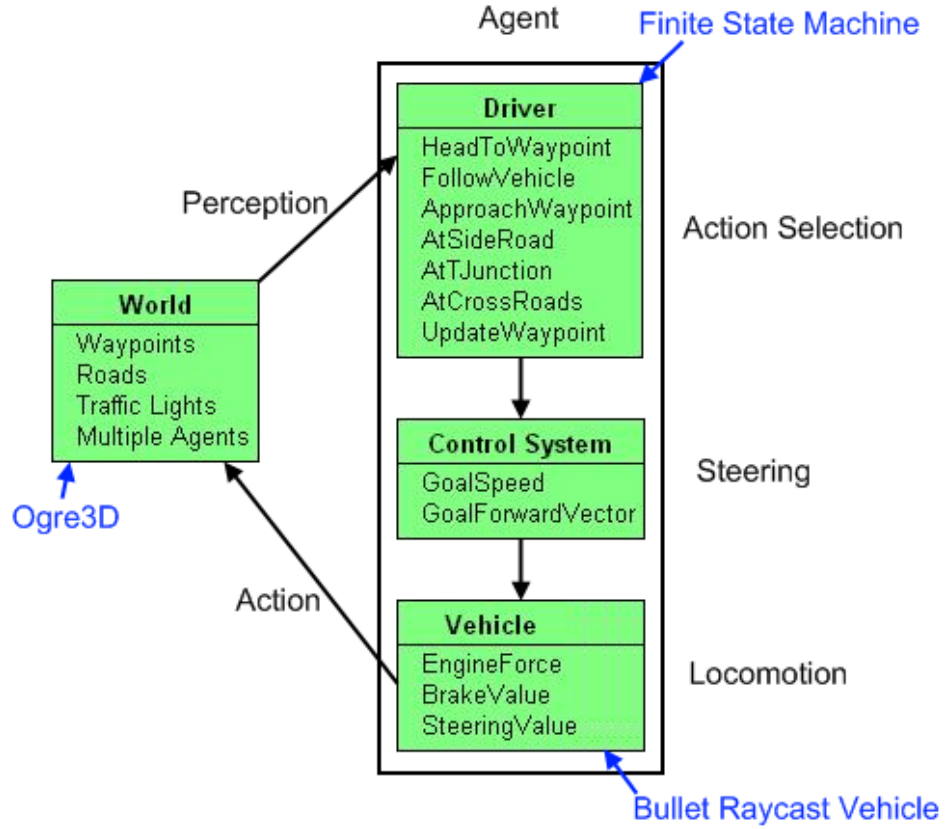 Agent
Finite State Machine
Driver
HeadToWaypoint
FollowVehicle
ApproachWaypoint
AtSideRoad
AtTJunction
AtCrossRoads
UpdateWaypoint
Perception
Action Selection
World
Waypoints
Roads
Traffic Lights
Multiple Agents
Ogre3D
Control System
GoalSpeed
GoalForwardVector
Steering
Action
Vehicle
EngineForce
BrakeValue
SteeringValue
Locomotion
Bullet Raycast Vehicle